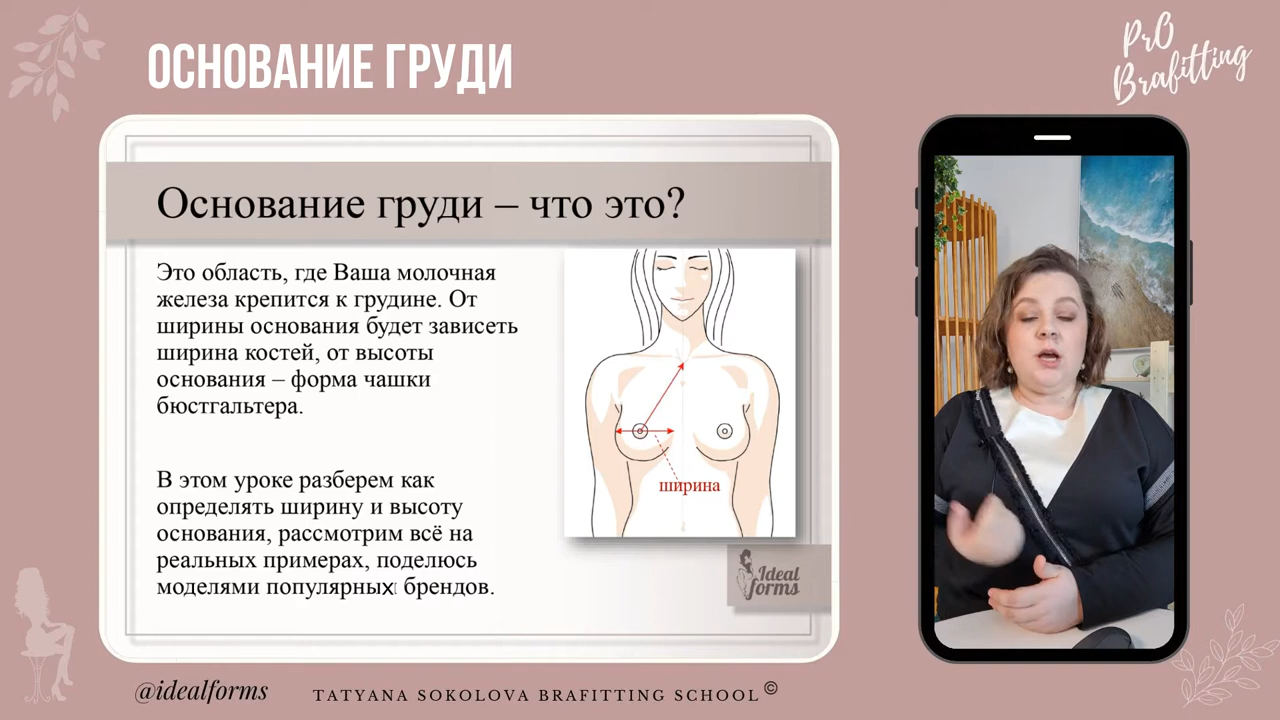 ОСНОВАНИЕ ГРУДИ
PrO
Brafitting
Основание груди – что это?
Это область, где Ваша молочная
железа крепится к грудине. От
ширины основания будет зависеть
ширина костей, от высоты
основания – форма чашки
бюстгальтера.
В этом уроке разберем как
определять ширину и высоту
основания, рассмотрим всё на
реальных примерах, поделюсь
моделями популярных брендов.
ширина
Ideal
forms
@idealforms
TATYANA SOKOLOVA BRAFITTING SCHOOL ©